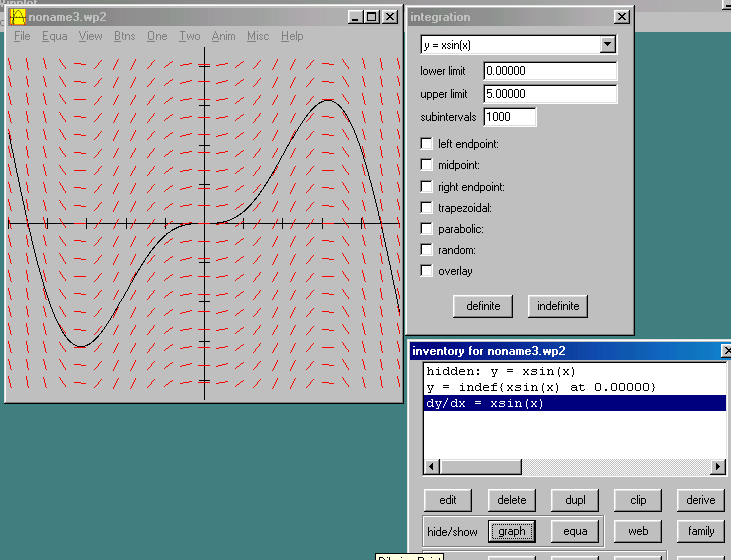 noname3.wp2
File Equa View Btns One Two Anim Misc Help
integration
y = xsin(x)
lower limit 0.00000
upper limit 5.00000
subintervals 1000
left endpoint:
midpoint:
right endpoint:
trapezoidal:
parabolic:
random:
overlay
definite indefinite
inventory for noname3.wp2
hidden: y = xsin(x)
y = indef{xsin(x) at 0.00000}
dy/dx = xsin(x)
edit delete dupl clip derive
hide/show graph equa web family